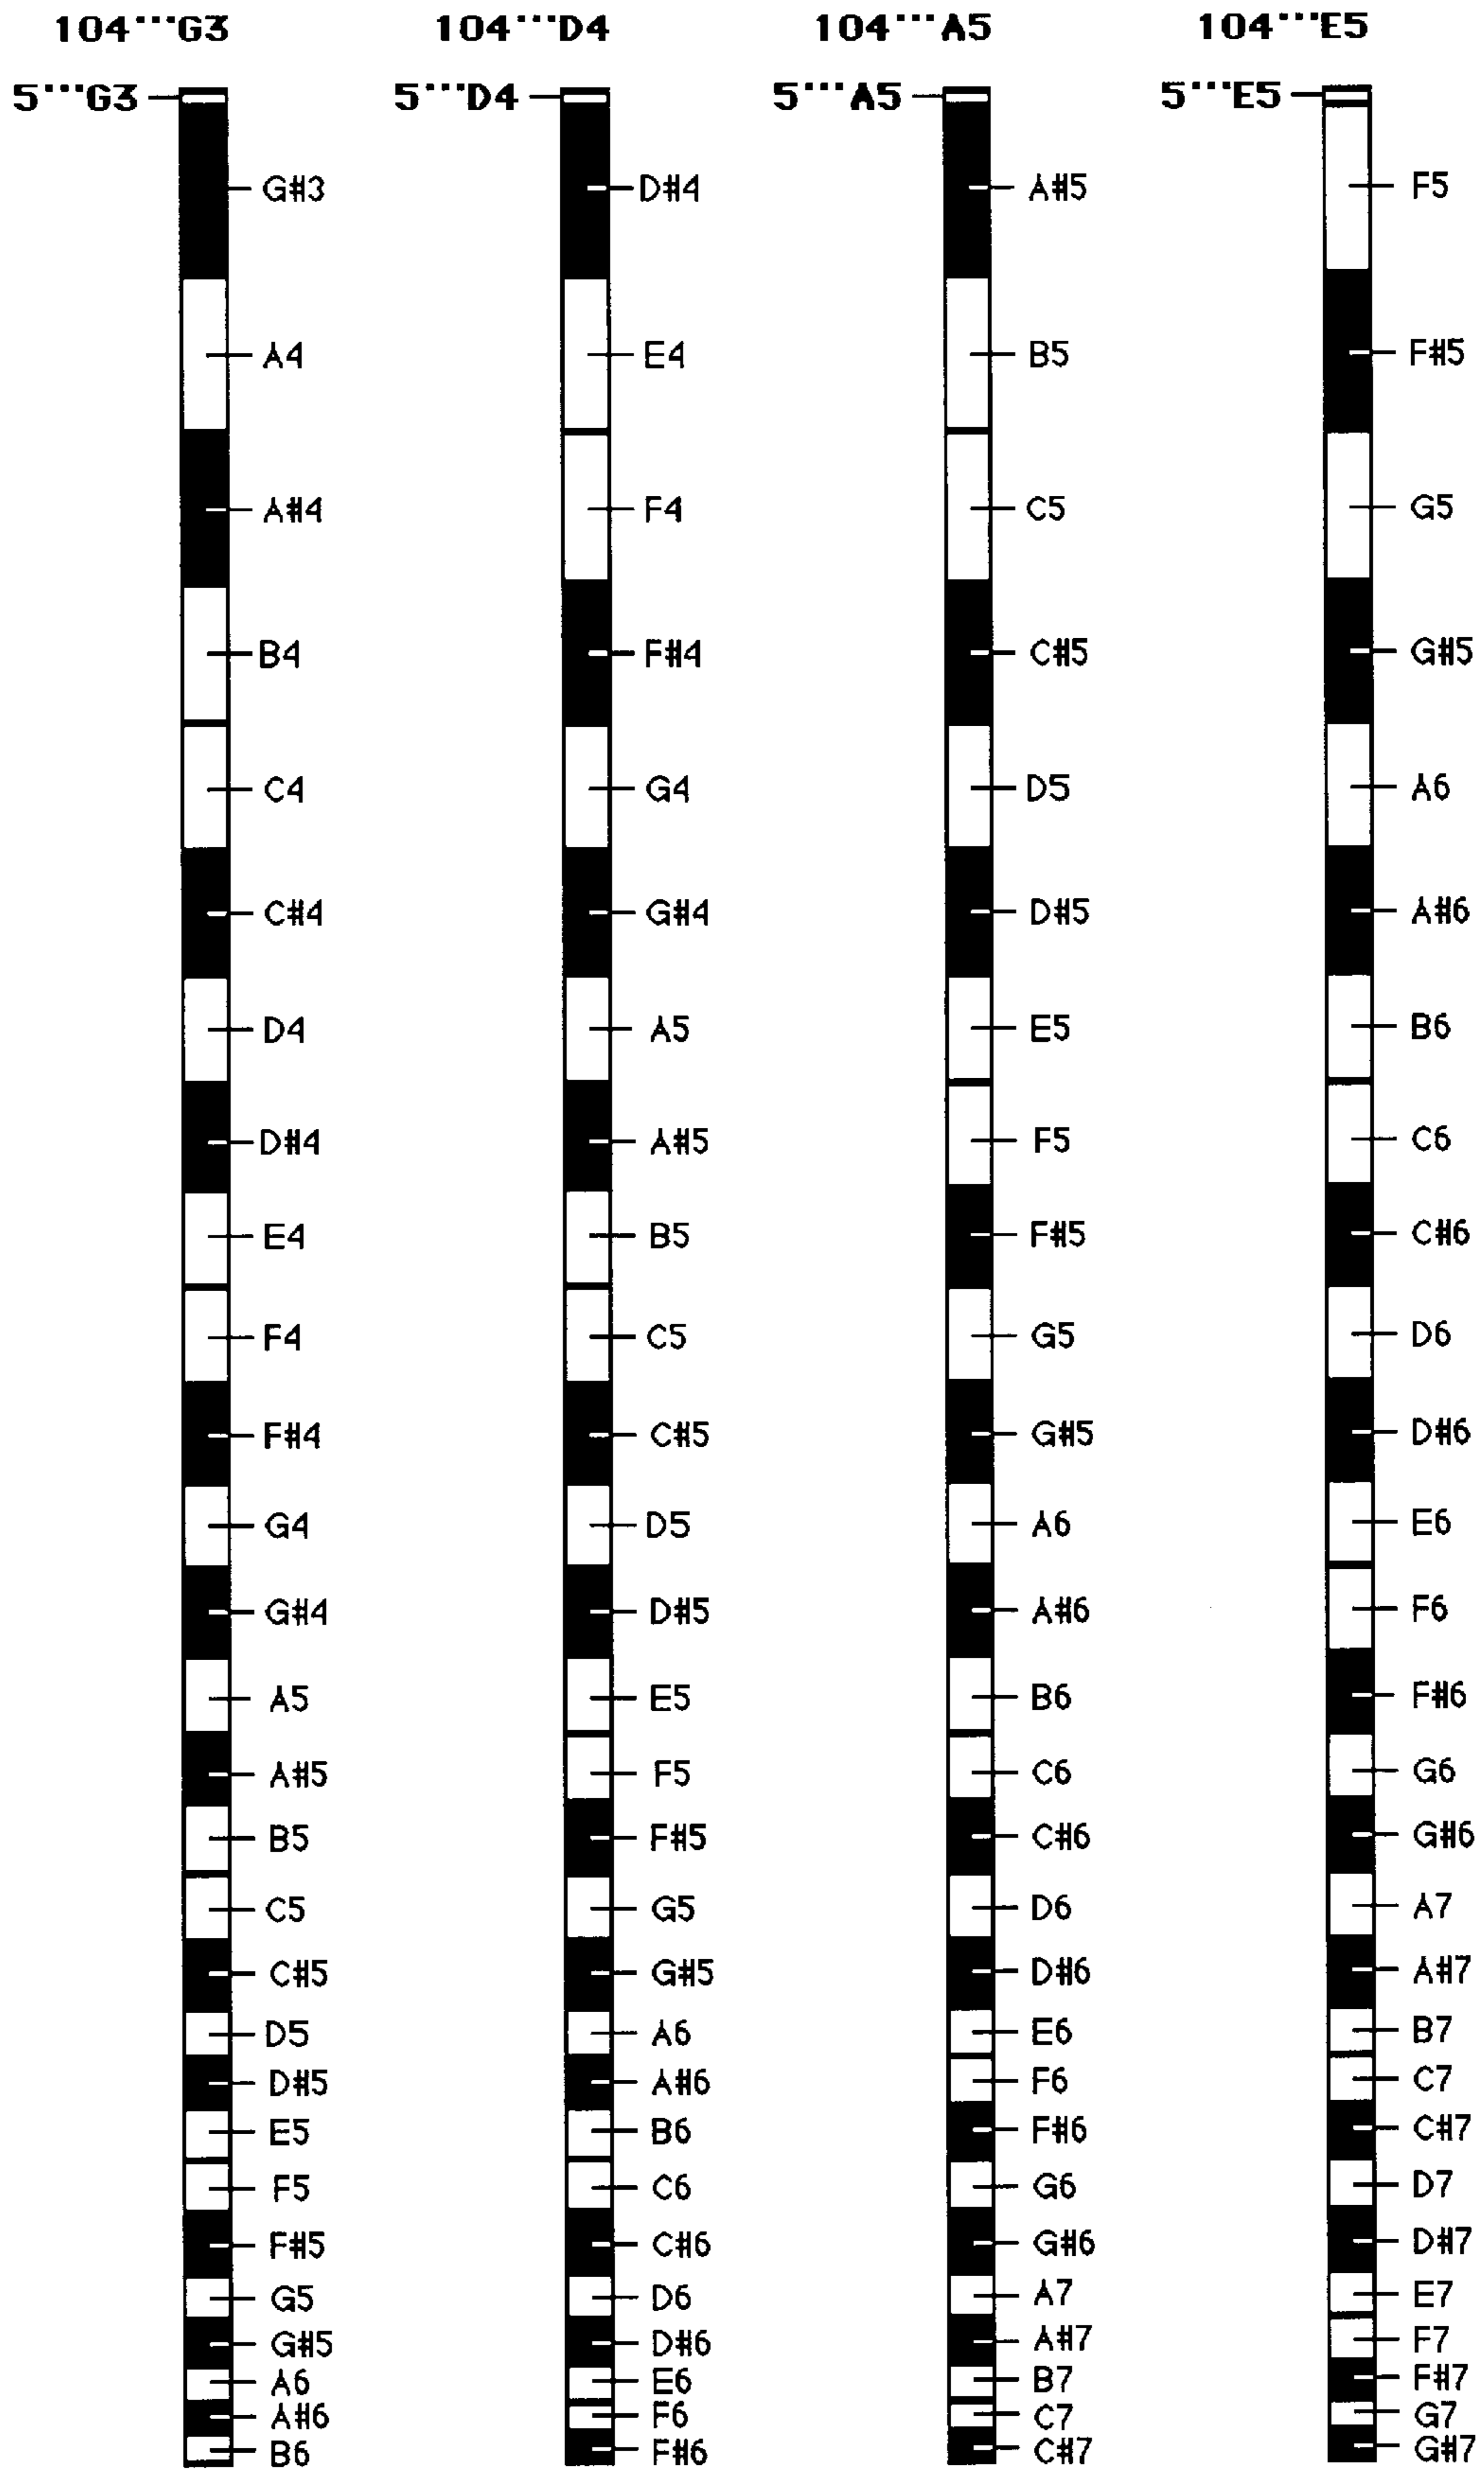 104'''G3 104'''D4 104'''A5 104'''E5
5'''G3 5'''D4 5'''A5 5'''E5
G#3 D#4 A#5 F5
A4 E4 B5 F#5
A#4 F4 C5 G5
B4 F#4 C#5 G#5
C4 G4 D5 A6
C#4 G#4 D#5 A#6
D4 A5 E5 B6
D#4 A#5 F5 C6
E4 B5 F#5 C#6
F4 C5 G5 D6
F#4 C#5 G#5 D#6
G4 D5 A6 E6
G#4 D#5 A#6 F6
A5 E5 B6 F#6
A#5 F5 C6 G6
B5 F#5 C#6 G#6
C5 G5 D6 A7
C#5 G#5 D#6 A#7
D5 A6 E6 B7
D#5 A#6 F6 C7
E5 B6 F#6 C#7
F5 C6 G6 D7
F#5 C#6 G#6 D#7
G5 D6 A7 E7
G#5 D#6 A#7 F7
A6 E6 B7 F#7
A#6 F6 C7 G7
B6 F#6 C#7 G#7